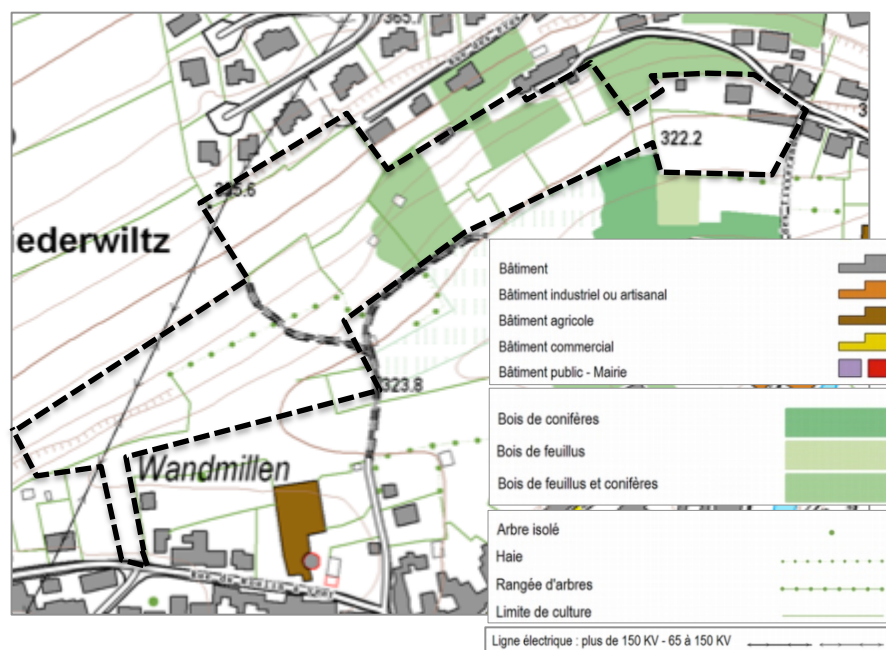 365.7
322.2
325.6
iederwiltz
323.8
Wandmillen
Bâtiment
Bâtiment industriel ou artisanal
Bâtiment agricole
Bâtiment commercial
Bâtiment public - Mairie
Bois de conifères
Bois de feuillus
Bois de feuillus et conifères
Arbre isolé
Haie
Rangée d'arbres
Limite de culture
Ligne électrique : plus de 150 KV - 65 à 150 KV